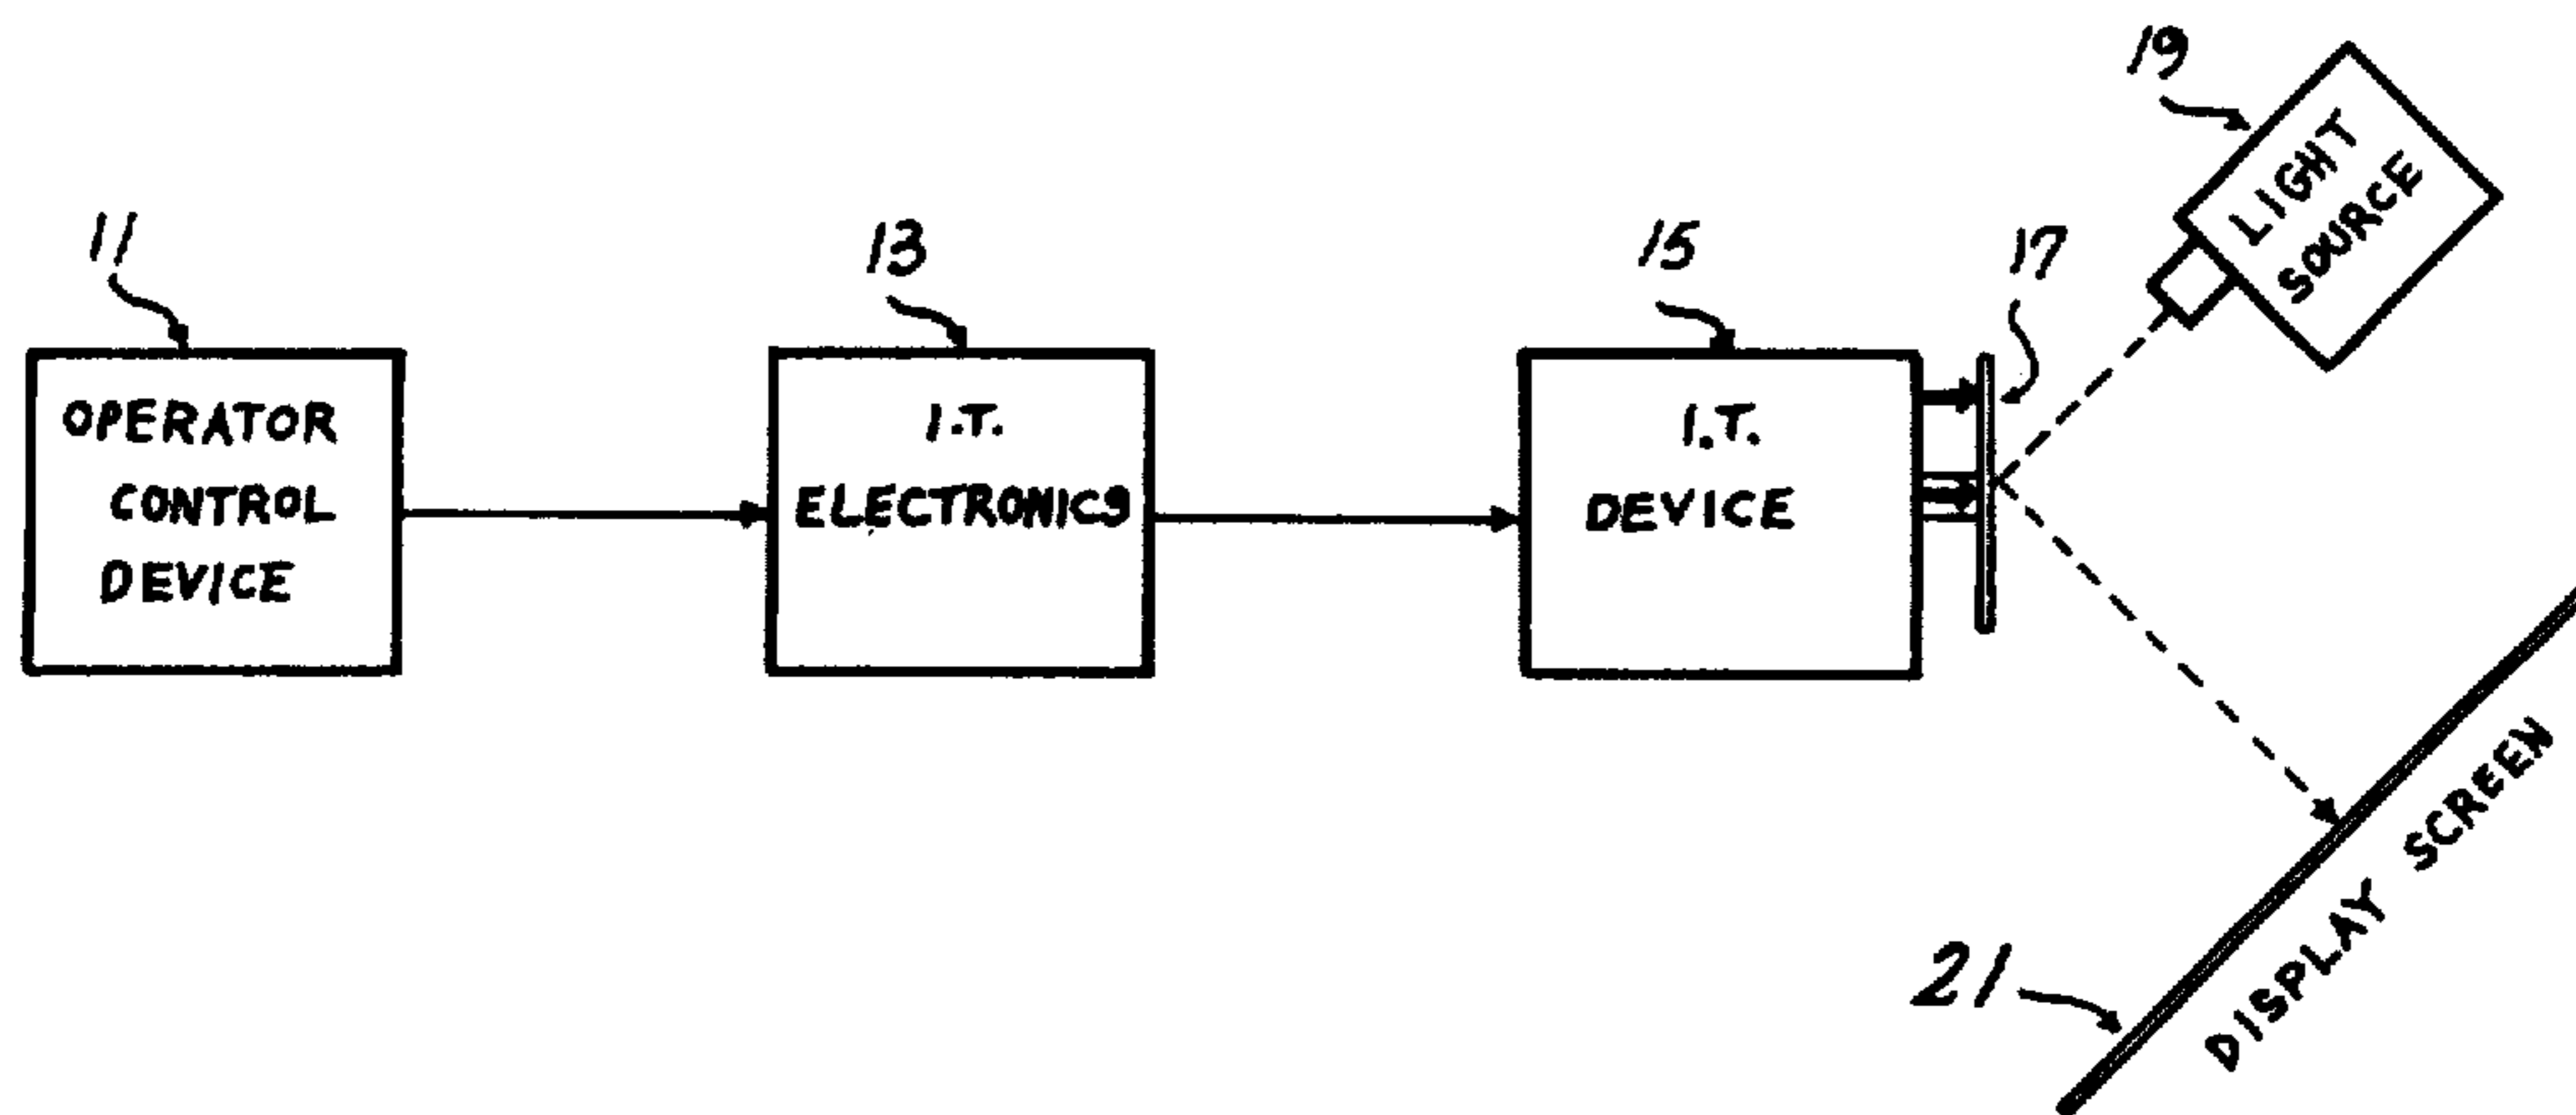 11
OPERATOR
CONTROL
DEVICE
13
I.T.
ELECTRONICS
15
I.T.
DEVICE
17
19
LIGHT
SOURCE
21
DISPLAY SCREEN